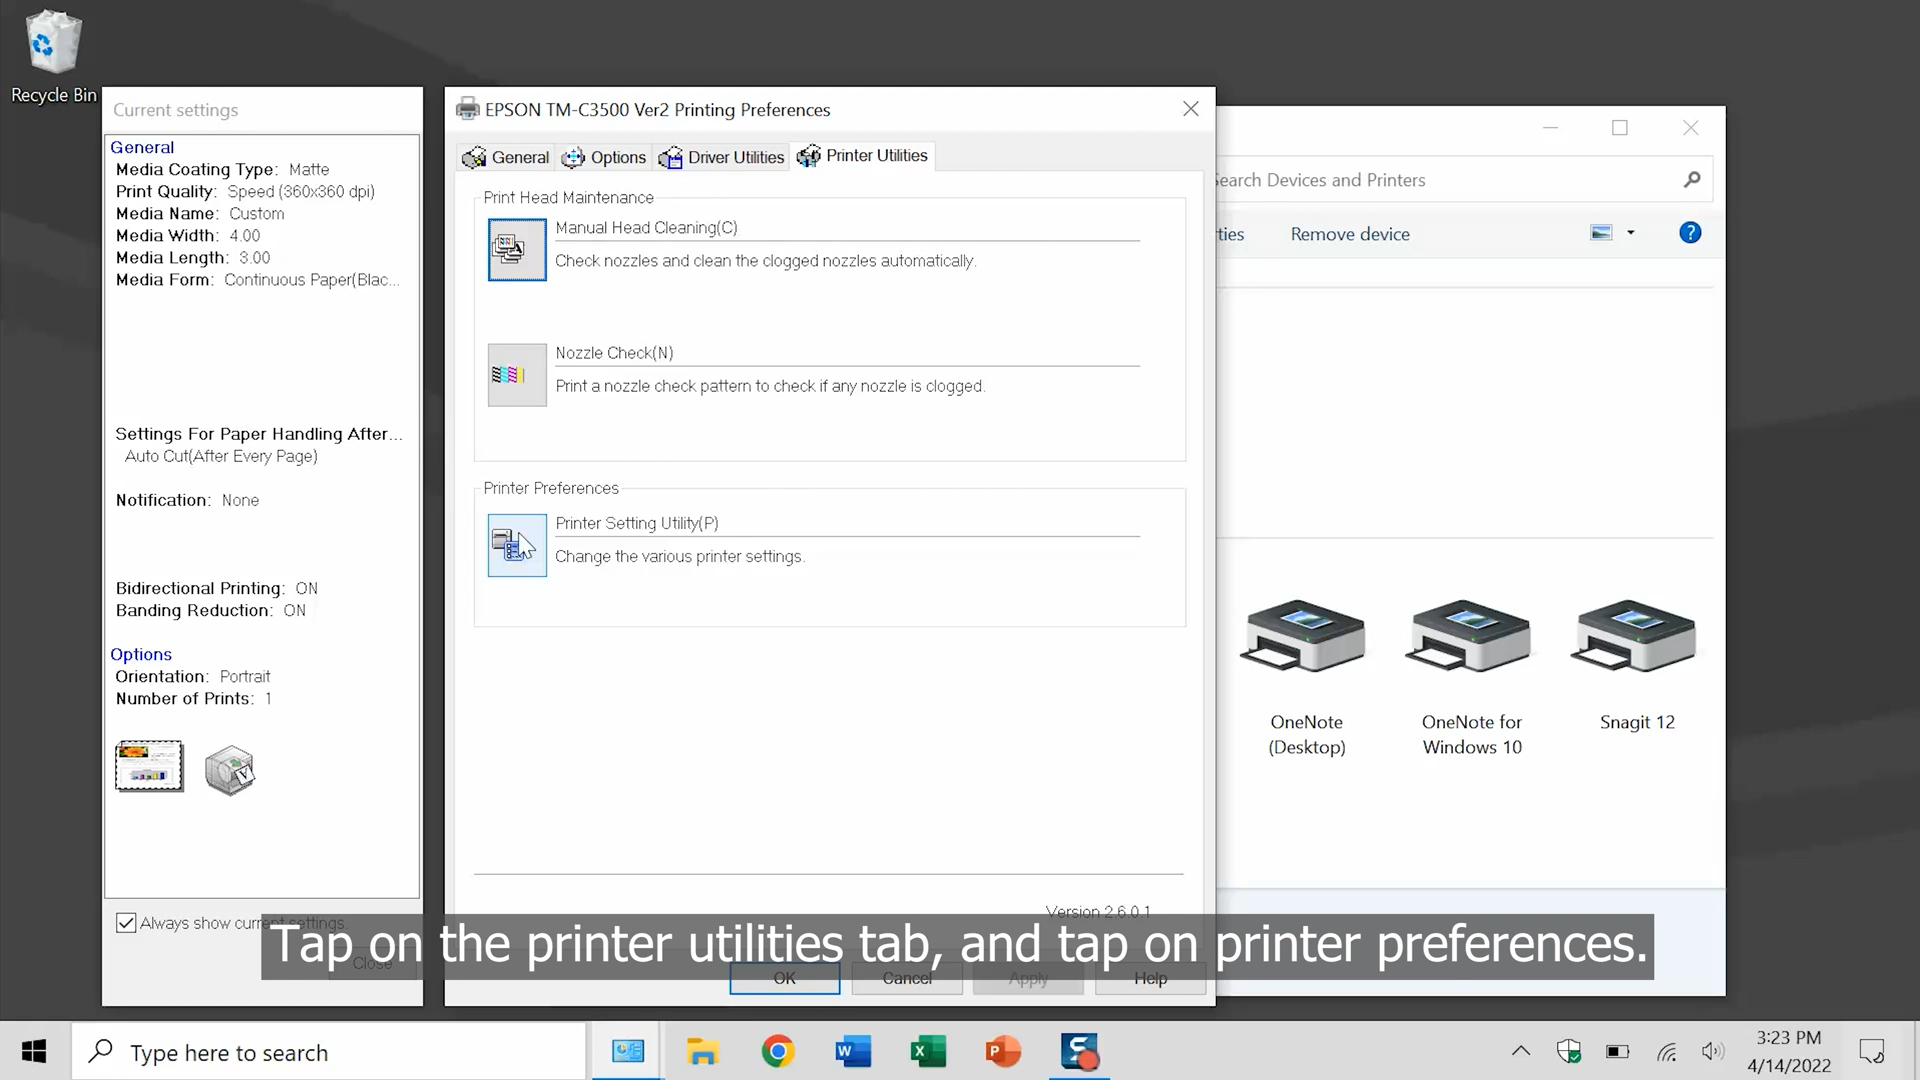 Recycle Bin
Current settings
General
Media Coating Type: Matte
Print Quality: Speed (360x360 dpi)
Media Name: Custom
Media Width: 4.00
Media Length: 3.00
Media Form: Continuous Paper(Blac...
Settings For Paper Handling After...
Auto Cut(After Every Page)
Notification: None
Bidirectional Printing: ON
Banding Reduction: ON
Options
Orientation: Portrait
Number of Prints: 1
Always show current settings.
Close
EPSON TM-C3500 Ver2 Printing Preferences
General
Options
Driver Utilities
Printer Utilities
Print Head Maintenance
Manual Head Cleaning(C)
Check nozzles and clean the clogged nozzles automatically.
Nozzle Check(N)
Print a nozzle check pattern to check if any nozzle is clogged.
Printer Preferences
Printer Setting Utility(P)
Change the various printer settings.
Version 2.6.0.1
OK
Cancel
Apply
Help
Search Devices and Printers
ties
Remove device
?
OneNote
(Desktop)
OneNote for
Windows 10
Snagit 12
Tap on the printer utilities tab, and tap on printer preferences.
Type here to search
3:23 PM
4/14/2022